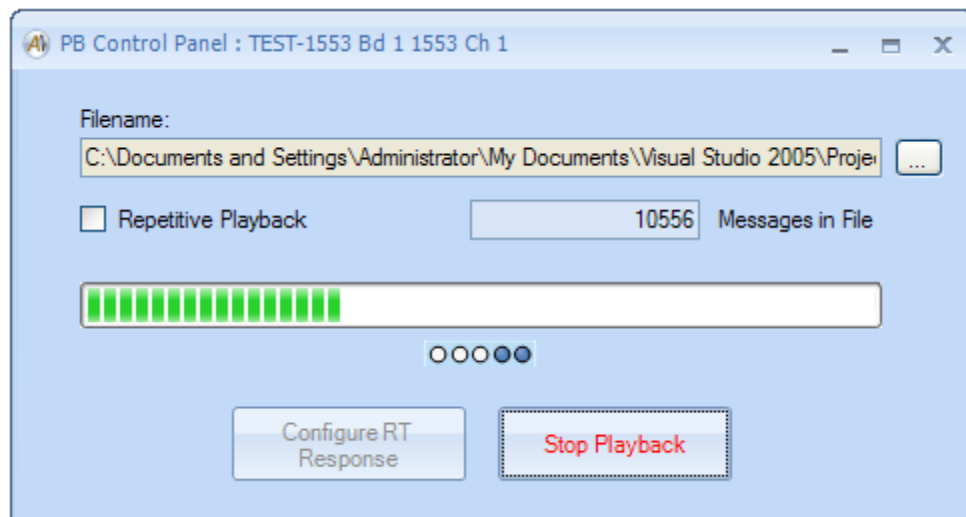 PB Control Panel : TEST-1553 Bd 1 1553 Ch 1
Filename:
C:\Documents and Settings\Administrator\My Documents\Visual Studio 2005\Projec
...
Repetitive Playback 10556 Messages in File
Configure RT
Response
Stop Playback